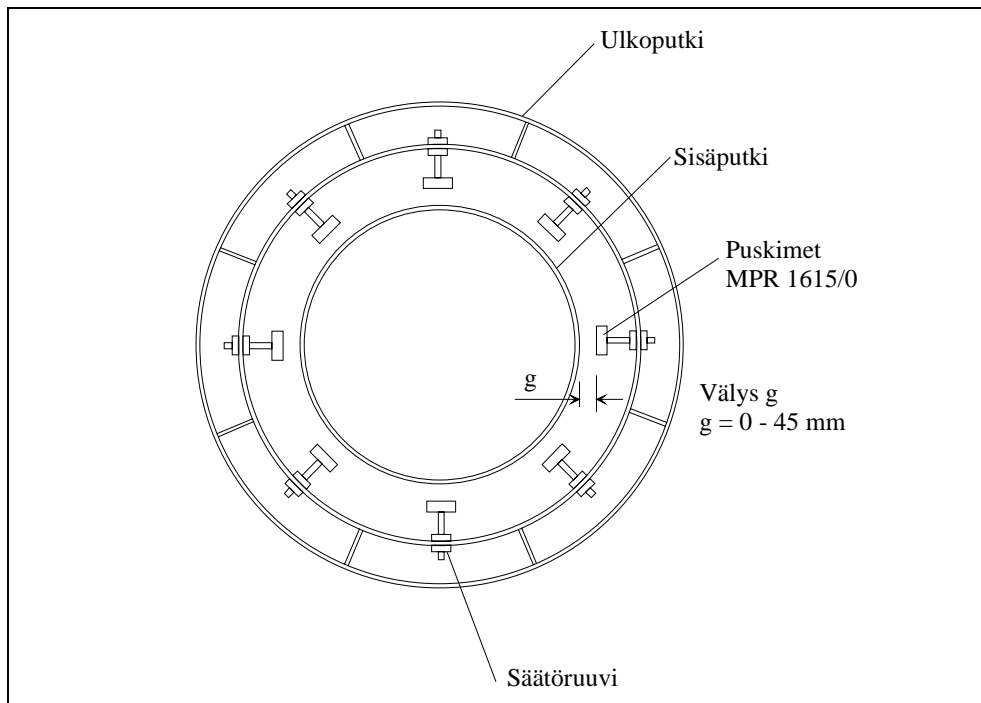 Ulkoputki
Sisäputki
Puskimet
MPR 1615/0
g
Välys g
g = 0 - 45 mm
Säätöruuvi